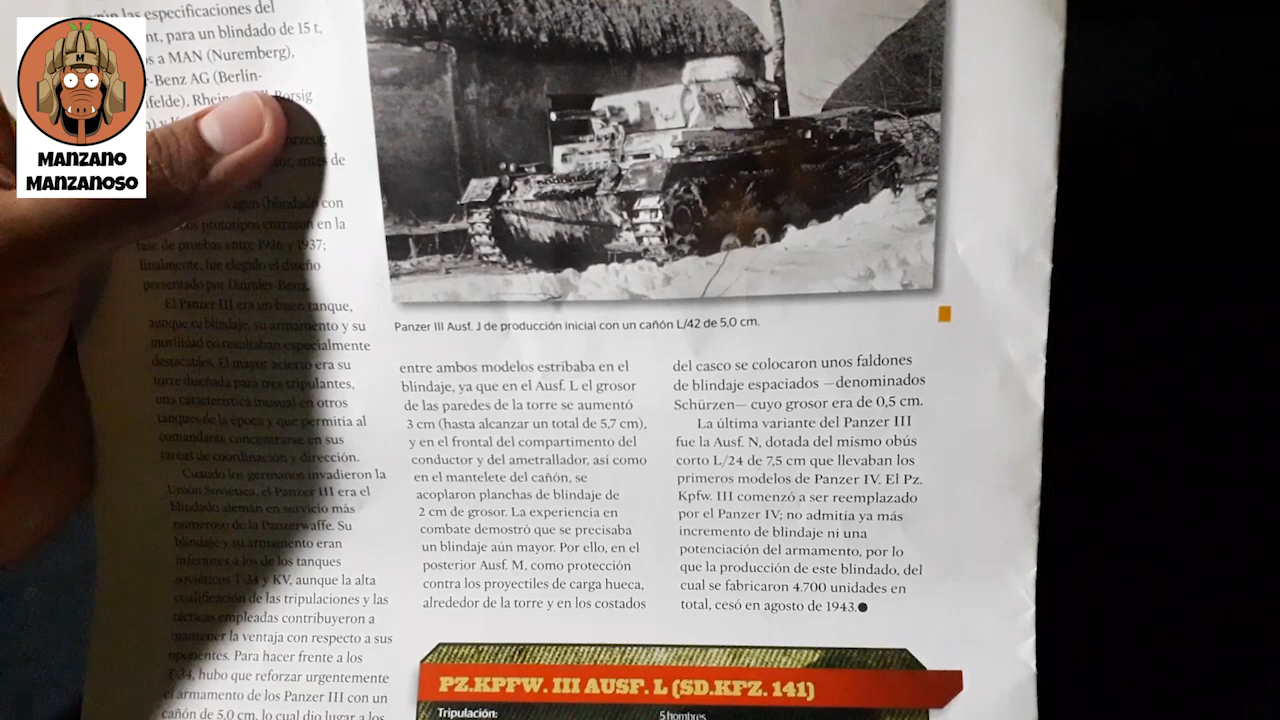 MANZANO
MANZANOSO
según las especificaciones del
nt, para un blindado de 15 t,
s a MAN (Nuremberg),
-Benz AG (Berlín-
felde), Borsig
antes de
(blindado con
prototipos entraron en la
fase de pruebas entre 1936 y 1937;
finalmente, fue elegido el diseño
presentado por Daimler-Benz.
El Panzer III era un buen tanque,
aunque su blindaje, su armamento y su
movilidad no resultaban especialmente
destacables. El mayor acierto era su
torre diseñada para tres tripulantes,
una característica inusual en otros
tanques de la época y que permitía al
comandante concentrarse en sus
tareas de coordinación y dirección.
Cuando los germanos invadieron la
Unión Soviética, el Panzer III era el
blindado alemán en servicio más
numeroso de la Panzerwaffe. Su
blindaje y su armamento eran
inferiores a los de los tanques
soviéticos T-34 y KV, aunque la alta
cualificación de las tripulaciones y las
tácticas empleadas contribuyeron a
mantener la ventaja con respecto a sus
oponentes. Para hacer frente a los
T-34, hubo que reforzar urgentemente
el armamento de los Panzer III con un
cañón de 5,0 cm, lo cual dio lugar a los
Panzer III Ausf. J de producción inicial con un cañón L/42 de 5,0 cm.
entre ambos modelos estribaba en el
blindaje, ya que en el Ausf. L el grosor
de las paredes de la torre se aumentó
3 cm (hasta alcanzar un total de 5,7 cm),
y en el frontal del compartimento del
conductor y del ametrallador, así como
en el mantelete del cañón, se
acoplaron planchas de blindaje de
2 cm de grosor. La experiencia en
combate demostró que se precisaba
un blindaje aún mayor. Por ello, en el
posterior Ausf. M, como protección
contra los proyectiles de carga hueca,
alrededor de la torre y en los costados
del casco se colocaron unos faldones
de blindaje espaciados —denominados
Schürzen— cuyo grosor era de 0,5 cm.
La última variante del Panzer III
fue la Ausf. N, dotada del mismo obús
corto L/24 de 7,5 cm que llevaban los
primeros modelos de Panzer IV. El Pz.
Kpfw. III comenzó a ser reemplazado
por el Panzer IV; no admitía ya más
incremento de blindaje ni una
potenciación del armamento, por lo
que la producción de este blindado, del
cual se fabricaron 4.700 unidades en
total, cesó en agosto de 1943.●
PZ.KPFW. III AUSF. L (SD.KFZ. 141)
Tripulación: 5 hombres